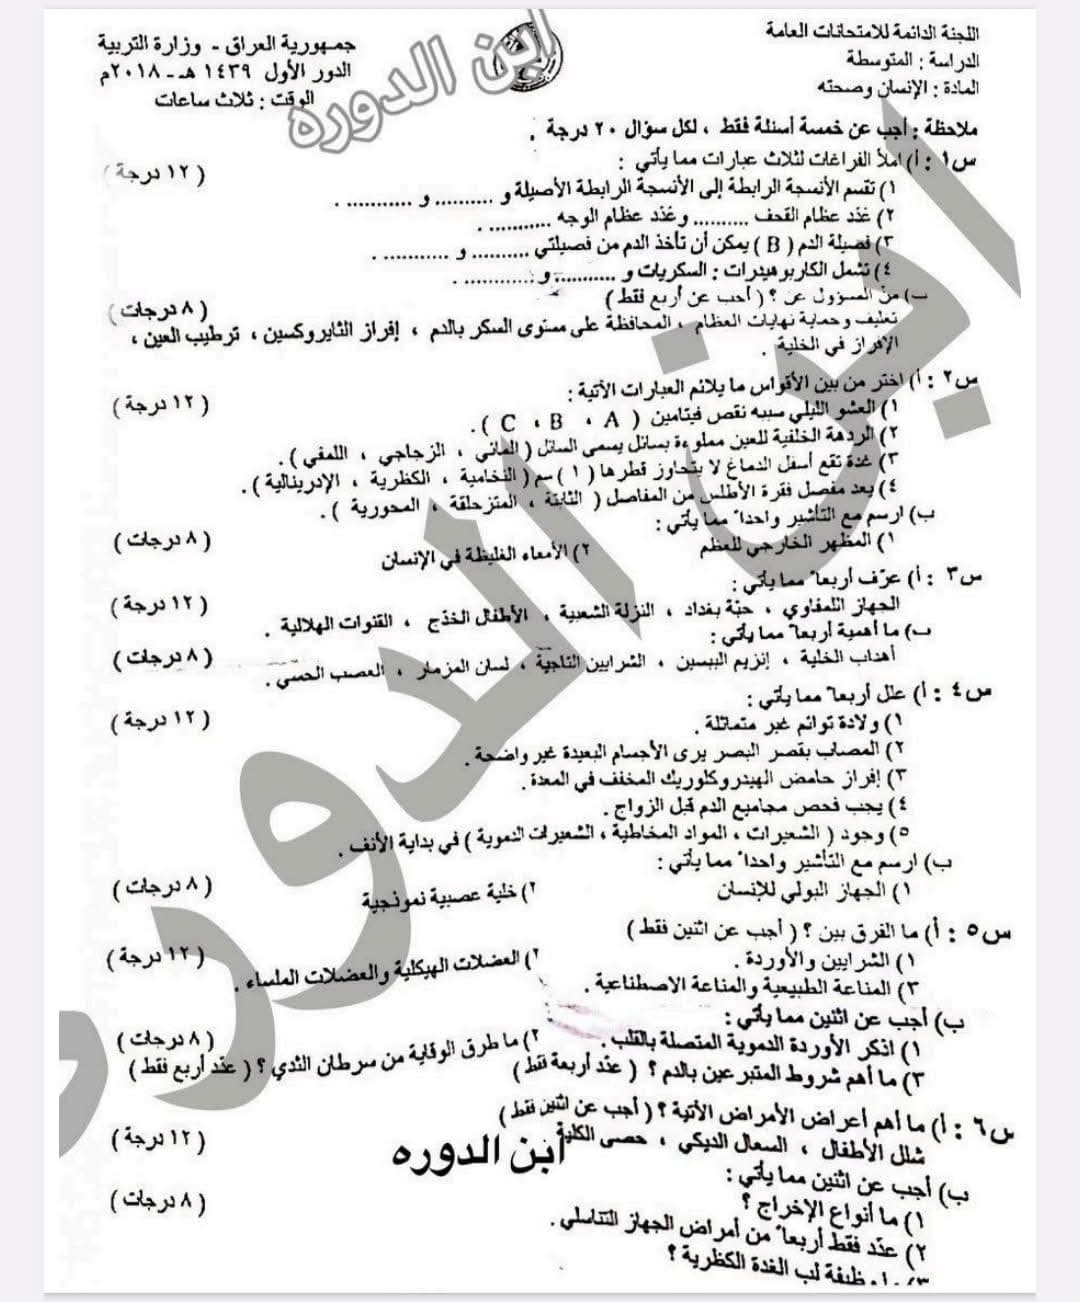 اللجنة الدائمة للامتحانات العامة
الدراسة : المتوسطة
المادة : الإنسان وصحته
جمهورية العراق - وزارة التربية
الدور الأول ١٤٣٩ هـ - ٢٠١٨م
الوقت : ثلاث ساعات
ابن الدوره
ملاحظة : أجب عن خمسة أسئلة فقط ، لكل سؤال ٢٠ درجة .
س١ : أ) املأ الفراغات لثلاث عبارات مما يأتي : ( ١٢ درجة )
١) تقسم الأنسجة الرابطة إلى الأنسجة الرابطة الأصيلة و .......... و ........... .
٢) عدد عظام القحف .......... وعدد عظام الوجه ........... .
٣) فصيلة الدم ( B ) يمكن أن تأخذ الدم من فصيلتي .......... و ........... .
٤) تشمل الكاربوهيدرات : السكريات و .......... و ........... .
ب) من المسؤول عن ؟ ( أجب عن أربع فقط ) ( ٨ درجات )
تغليف وحماية نهايات العظام ، المحافظة على مستوى السكر بالدم ، إفراز الثايروكسين ، ترطيب العين ،
الإفراز في الخلية .
س٢ : أ) اختر من بين الأقواس ما يلائم العبارات الآتية : ( ١٢ درجة )
١) العشو الليلي سببه نقص فيتامين ( A ، B ، C ) .
٢) الردهة الخلفية للعين مملوءة بسائل يسمى السائل ( المائي ، الزجاجي ، اللمفي ) .
٣) غدة تقع أسفل الدماغ لا يتجاوز قطرها ( ١ ) سم ( النخامية ، الكظرية ، الإدرينالية ) .
٤) يعد مفصل فقرة الأطلس من المفاصل ( الثابتة ، المتزحلقة ، المحورية ) .
ب) ارسم مع التأشير واحداً مما يأتي : ( ٨ درجات )
١) المظهر الخارجي للعظم ٢) الأمعاء الغليظة في الإنسان
س٣ : أ) عرّف أربعاً مما يأتي : ( ١٢ درجة )
الجهاز اللمفاوي ، حبّة بغداد ، النزلة الشعبية ، الأطفال الخدّج ، القنوات الهلالية .
ب) ما أهمية أربعاً مما يأتي : ( ٨ درجات )
أهداب الخلية ، إنزيم الببسين ، الشرايين التاجية ، لسان المزمار ، العصب الحسي .
س٤ : أ) علل أربعاً مما يأتي : ( ١٢ درجة )
١) ولادة توائم غير متماثلة .
٢) المصاب بقصر البصر يرى الأجسام البعيدة غير واضحة .
٣) إفراز حامض الهيدروكلوريك المخفف في المعدة .
٤) يجب فحص مجاميع الدم قبل الزواج .
٥) وجود ( الشعيرات ، المواد المخاطية ، الشعيرات الدموية ) في بداية الأنف .
ب) ارسم مع التأشير واحداً مما يأتي : ( ٨ درجات )
١) الجهاز البولي للإنسان ٢) خلية عصبية نموذجية
س٥ : أ) ما الفرق بين ؟ ( أجب عن اثنين فقط ) ( ١٢ درجة )
١) الشرايين والأوردة . ٢) العضلات الهيكلية والعضلات الملساء .
٣) المناعة الطبيعية والمناعة الاصطناعية .
ب) أجب عن اثنين مما يأتي : ( ٨ درجات )
١) اذكر الأوردة الدموية المتصلة بالقلب . ٢) ما طرق الوقاية من سرطان الثدي ؟ ( عدّد أربع فقط )
٣) ما أهم شروط المتبرعين بالدم ؟ ( عدّد أربعة فقط )
س٦ : أ) ما أهم أعراض الأمراض الآتية ؟ ( أجب عن اثنين فقط ) ( ١٢ درجة )
شلل الأطفال ، السعال الديكي ، حصى الكلية
أبن الدوره
ب) أجب عن اثنين مما يأتي : ( ٨ درجات )
١) ما أنواع الإخراج ؟
٢) عدّد فقط أربعاً من أمراض الجهاز التناسلي .
٣) ما وظيفة لب الغدة الكظرية ؟
ابن الدوره